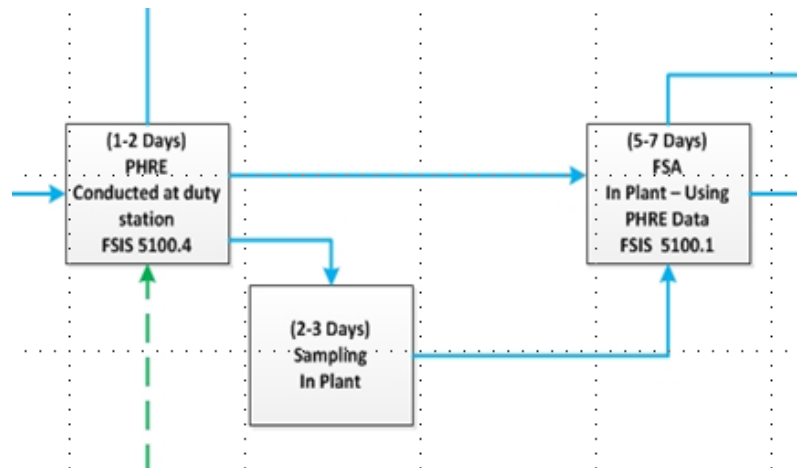 (1-2 Days)
PHRE
Conducted at duty
station
FSIS 5100.4
(5-7 Days)
FSA
In Plant – Using
PHRE Data
FSIS 5100.1
(2-3 Days)
Sampling
In Plant